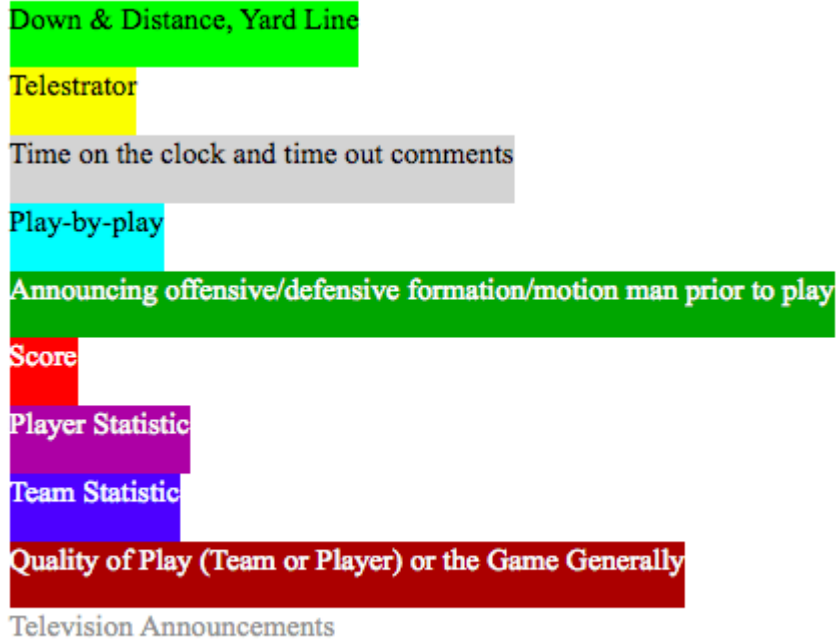 Down & Distance, Yard Line
Telestrator
Time on the clock and time out comments
Play-by-play
Announcing offensive/defensive formation/motion man prior to play
Score
Player Statistic
Team Statistic
Quality of Play (Team or Player) or the Game Generally
Television Announcements